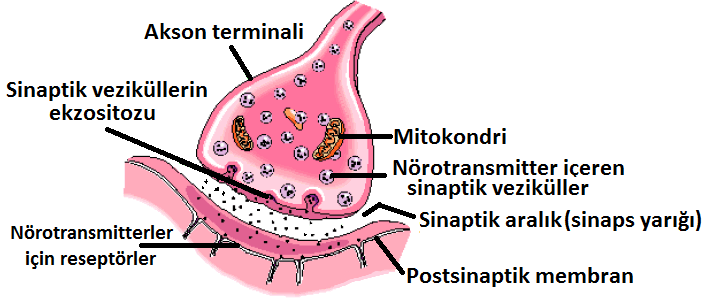 Akson terminali
Sinaptik veziküllerin
ekzositozu
Mitokondri
Nörotransmitter içeren
sinaptik veziküller
Sinaptik aralık (sinaps yarığı)
Nörotransmitterler
için reseptörler
Postsinaptik membran